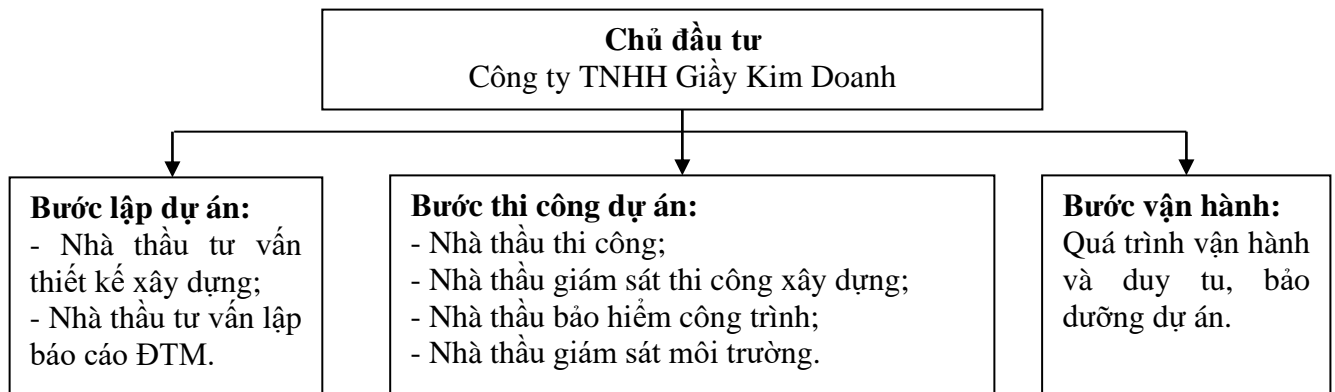 Chủ đầu tư
Công ty TNHH Giầy Kim Doanh
Bước lập dự án:
- Nhà thầu tư vấn
thiết kế xây dựng;
- Nhà thầu tư vấn lập
báo cáo ĐTM.
Bước thi công dự án:
- Nhà thầu thi công;
- Nhà thầu giám sát thi công xây dựng;
- Nhà thầu bảo hiểm công trình;
- Nhà thầu giám sát môi trường.
Bước vận hành:
Quá trình vận hành
và duy tu, bảo
dưỡng dự án.